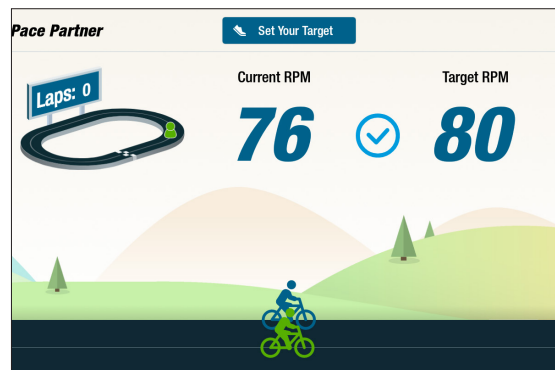 Pace Partner
Set Your Target
Laps: 0
Current RPM
Target RPM
76
80